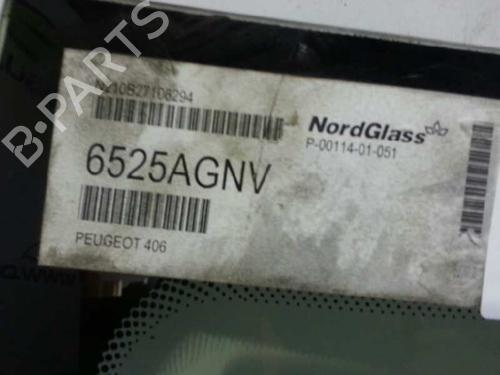 B-PARTS
NordGlass
P-00114-01-051
6525AGNV
PEUGEOT 406